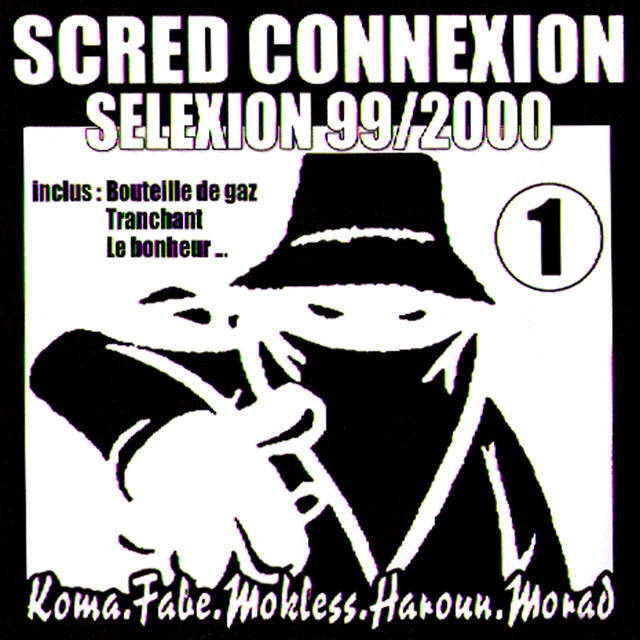 SCRED CONNEXION
SELEXION 99/2000
inclus : Bouteille de gaz
Tranchant
Le bonheur ...
1
Koma.Fabe.Mokless.Haroun.Morad